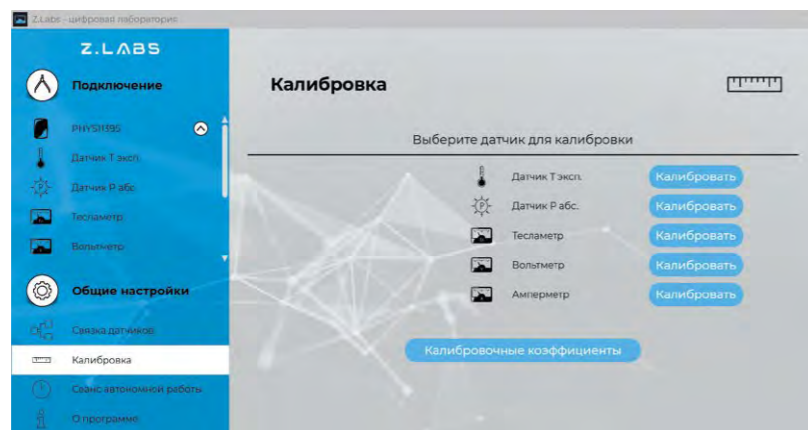 Z.Labs - цифровая лаборатория
Z.LABS
Подключение
PHYS11395
Датчик Т эксп.
Датчик Р абс.
Тесламетр
Вольтметр
Общие настройки
Связка датчиков
Калибровка
Сеанс автономной работы
О программе
Калибровка
Выберите датчик для калибровки
Датчик Т эксп. Калибровать
Датчик Р абс. Калибровать
Тесламетр Калибровать
Вольтметр Калибровать
Амперметр Калибровать
Калибровочные коэффициенты